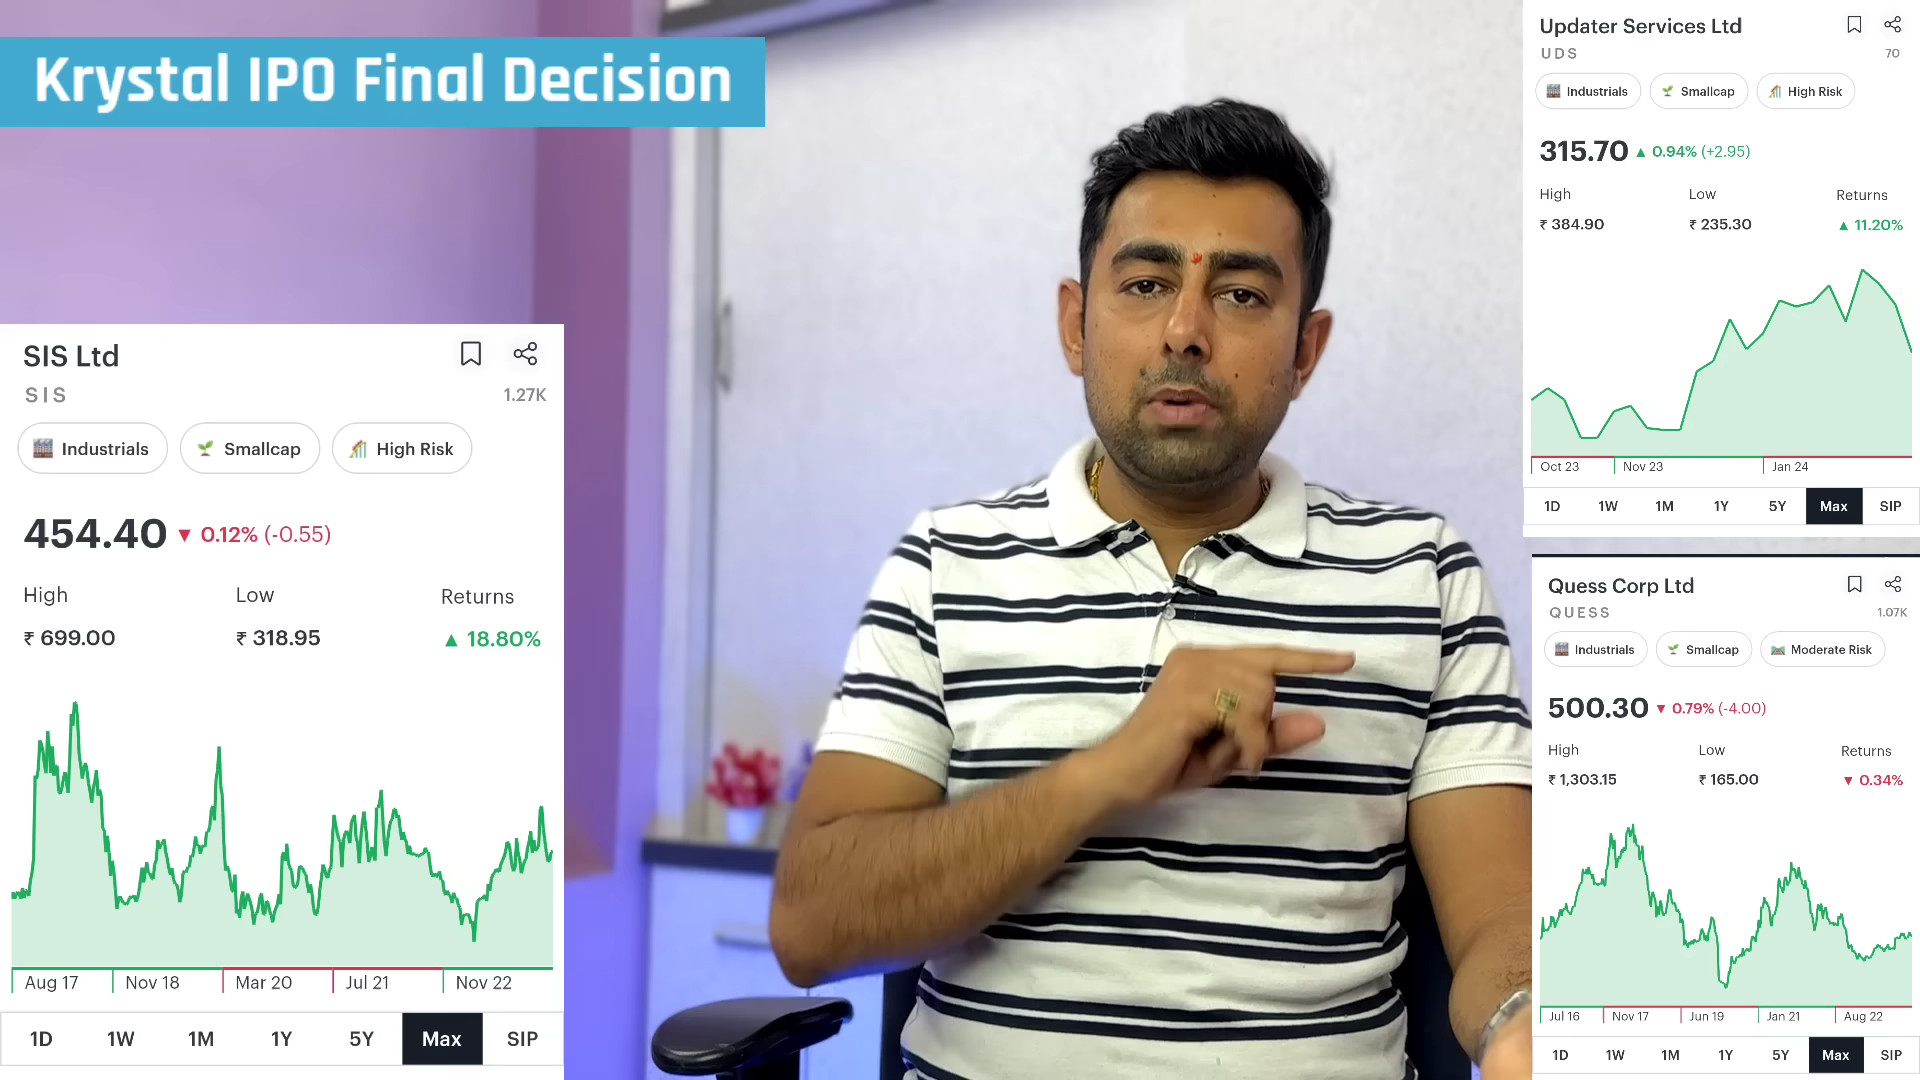 Krystal IPO Final Decision
SIS Ltd
SIS
1.27K
Industrials
Smallcap
High Risk
454.40 ▼ 0.12% (-0.55)
High
Low
Returns
₹ 699.00
₹ 318.95
▲ 18.80%
Aug 17
Nov 18
Mar 20
Jul 21
Nov 22
1D
1W
1M
1Y
5Y
Max
SIP
Updater Services Ltd
UDS
70
Industrials
Smallcap
High Risk
315.70 ▲ 0.94% (+2.95)
High
Low
Returns
₹ 384.90
₹ 235.30
▲ 11.20%
Oct 23
Nov 23
Jan 24
1D
1W
1M
1Y
5Y
Max
SIP
Quess Corp Ltd
QUESS
1.07K
Industrials
Smallcap
Moderate Risk
500.30 ▼ 0.79% (-4.00)
High
Low
Returns
₹ 1,303.15
₹ 165.00
▼ 0.34%
Jul 16
Nov 17
Jun 19
Jan 21
Aug 22
1D
1W
1M
1Y
5Y
Max
SIP